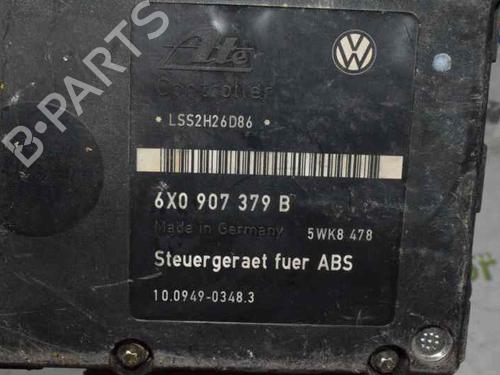 Ate
Controller
• LSS2H26D86 •
6X0 907 379 B
Made in Germany 5WK8 478
Steuergeraet fuer ABS
10.0949-0348.3
B-Parts